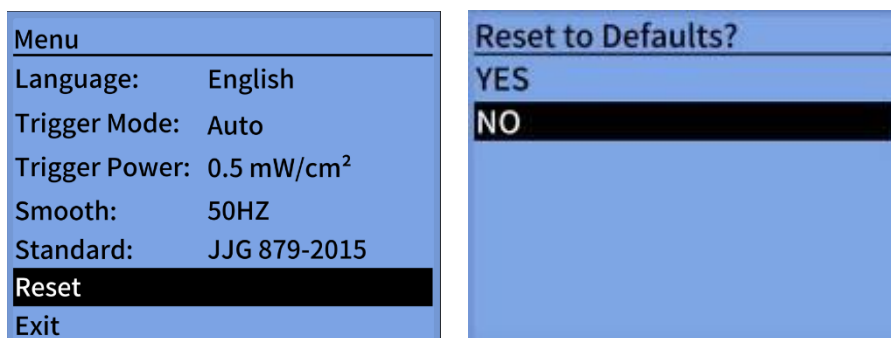 Menu
Language: English
Trigger Mode: Auto
Trigger Power: 0.5 mW/cm²
Smooth: 50HZ
Standard: JJG 879-2015
Reset
Exit
Reset to Defaults?
YES
NO